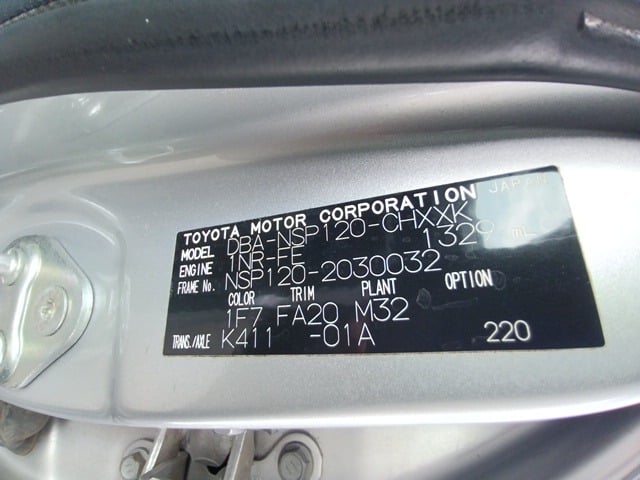 TOYOTA MOTOR CORPORATION JAPAN
MODEL DBA-NSP120-CHXXK
ENGINE 1NR-FE 1329 mL
FRAME No. NSP120-2030032
COLOR TRIM PLANT OPTION
1F7 FA20 M32
TRANS./AXLE K411 -01A 220